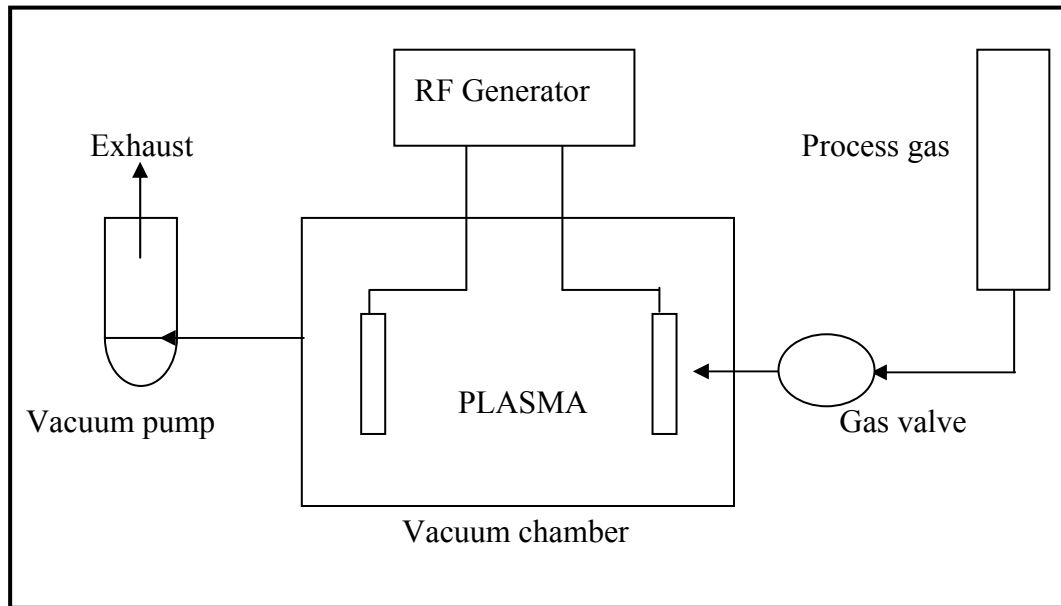 RF Generator
Exhaust
Process gas
PLASMA
Vacuum pump
Gas valve
Vacuum chamber